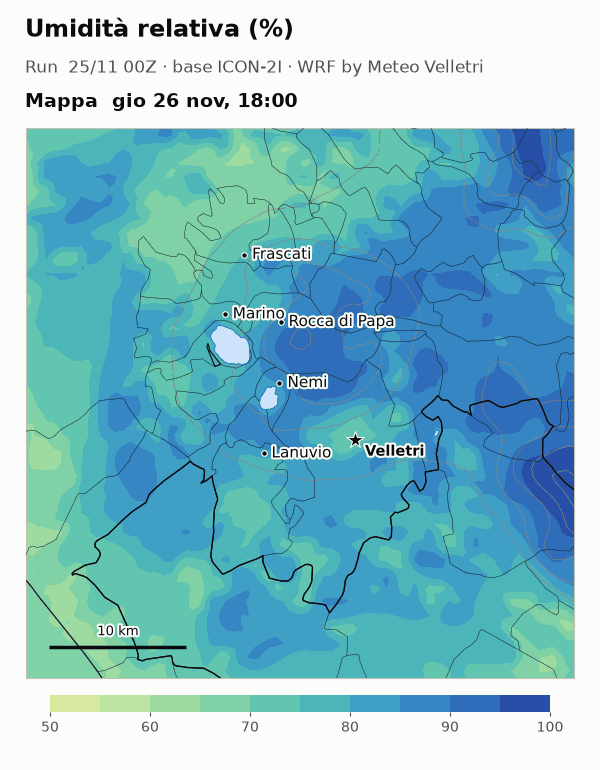 Umidità relativa (%)
Run  25/11 00Z · base ICON-2I · WRF by Meteo Velletri
Mappa  gio 26 nov, 18:00
Frascati
Marino
Rocca di Papa
Nemi
Velletri
Lanuvio
10 km
50 60 70 80 90 100